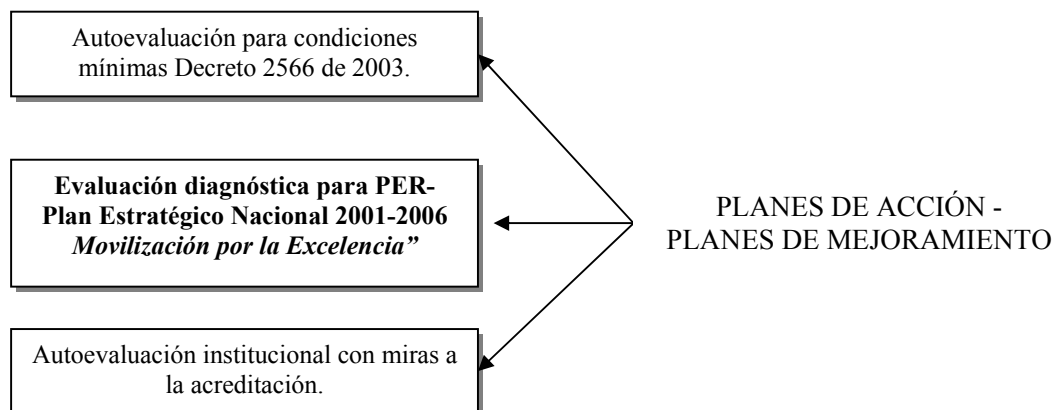 Autoevaluación para condiciones
mínimas Decreto 2566 de 2003.
Evaluación diagnóstica para PER-
Plan Estratégico Nacional 2001-2006
Movilización por la Excelencia”
PLANES DE ACCIÓN -
PLANES DE MEJORAMIENTO
Autoevaluación institucional con miras a
la acreditación.